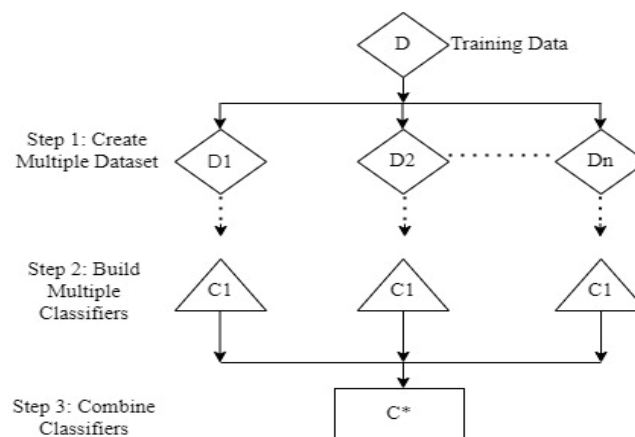 D
Training Data
Step 1: Create
Multiple Dataset
D1
D2
Dn
Step 2: Build
Multiple
Classifiers
C1
C1
C1
Step 3: Combine
Classifiers
C*